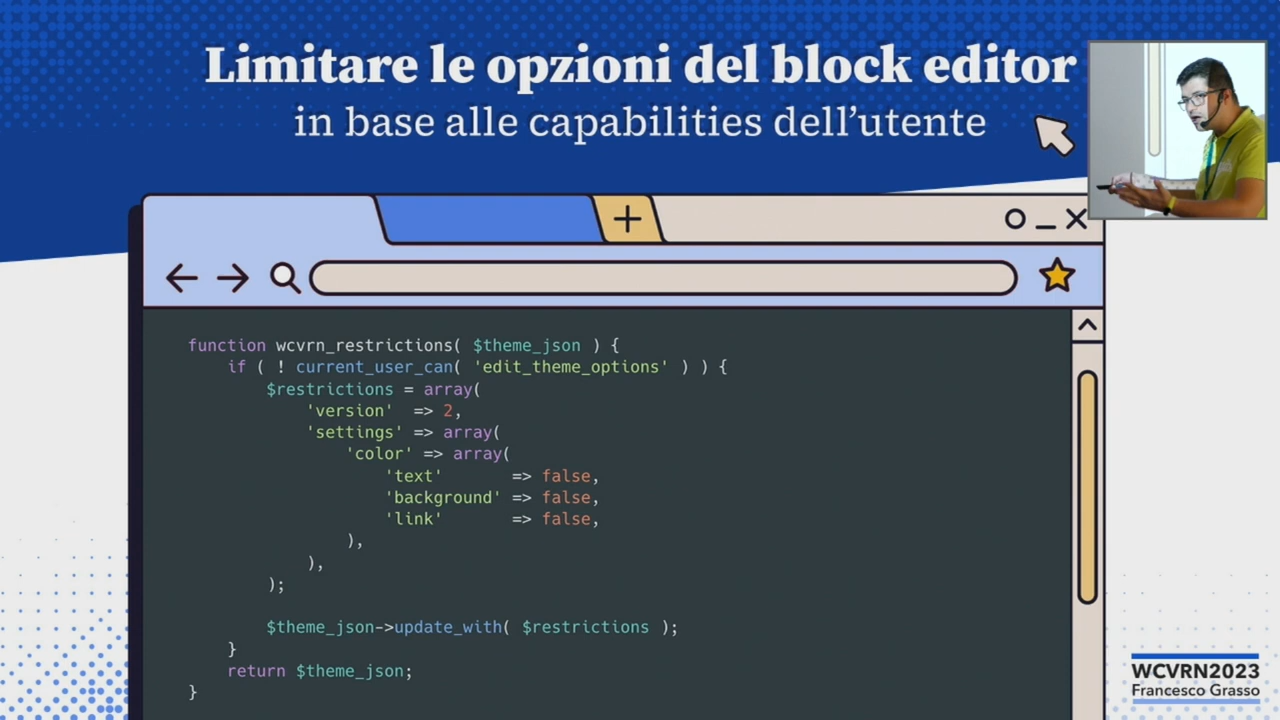 Limitare le opzioni del block editor
in base alle capabilities dell’utente
function wcvrn_restrictions( $theme_json ) {
    if ( ! current_user_can( 'edit_theme_options' ) ) {
        $restrictions = array(
            'version'  => 2,
            'settings' => array(
                'color' => array(
                    'text'       => false,
                    'background' => false,
                    'link'       => false,
                ),
            ),
        );
        $theme_json->update_with( $restrictions );
    }
    return $theme_json;
}
WCVRN2023
Francesco Grasso